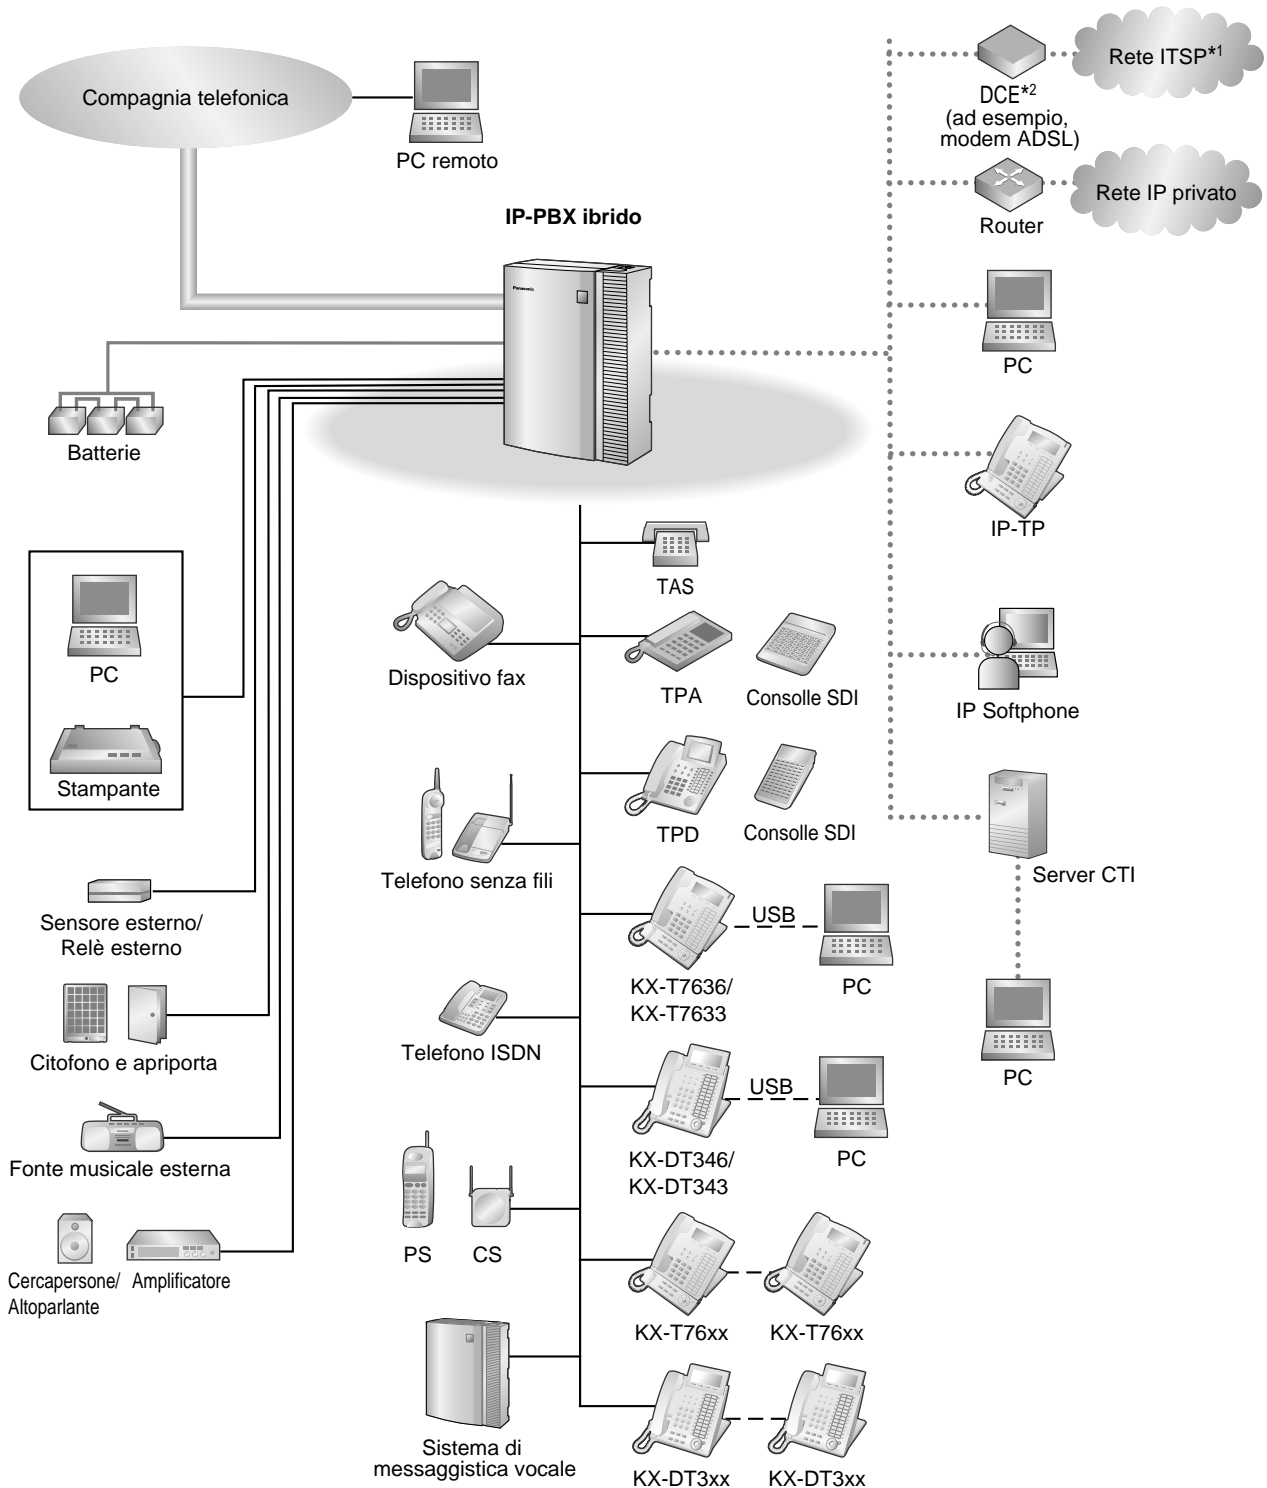 Compagnia telefonica
PC remoto
DCE*2
(ad esempio,
modem ADSL)
Rete ITSP*1
Router
Rete IP privato
IP-PBX ibrido
Panasonic
PC
Batterie
IP-TP
TAS
PC
Stampante
Dispositivo fax
TPA
Consolle SDI
IP Softphone
Telefono senza fili
TPD
Consolle SDI
Server CTI
Sensore esterno/
Relè esterno
USB
KX-T7636/
KX-T7633
PC
Citofono e apriporta
Telefono ISDN
PC
USB
KX-DT346/
KX-DT343
PC
Fonte musicale esterna
PS
CS
Cercapersone/
Altoparlante
Amplificatore
KX-T76xx
KX-T76xx
Sistema di
messaggistica vocale
KX-DT3xx
KX-DT3xx